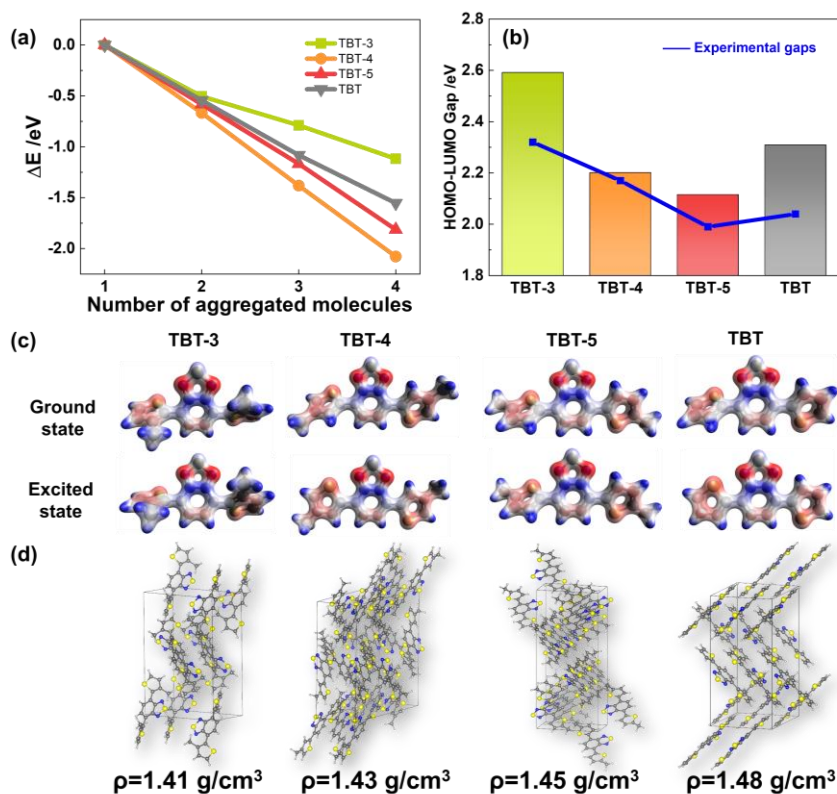 (a)
0.0
-0.5
-1.0
-1.5
-2.0
ΔE /eV
1
2
3
4
Number of aggregated molecules
TBT-3
TBT-4
TBT-5
TBT
(b)
2.8
2.6
2.4
2.2
2.0
1.8
HOMO-LUMO Gap /eV
Experimental gaps
TBT-3
TBT-4
TBT-5
TBT
(c)
TBT-3
TBT-4
TBT-5
TBT
Ground
state
Excited
state
(d)
ρ=1.41 g/cm³
ρ=1.43 g/cm³
ρ=1.45 g/cm³
ρ=1.48 g/cm³